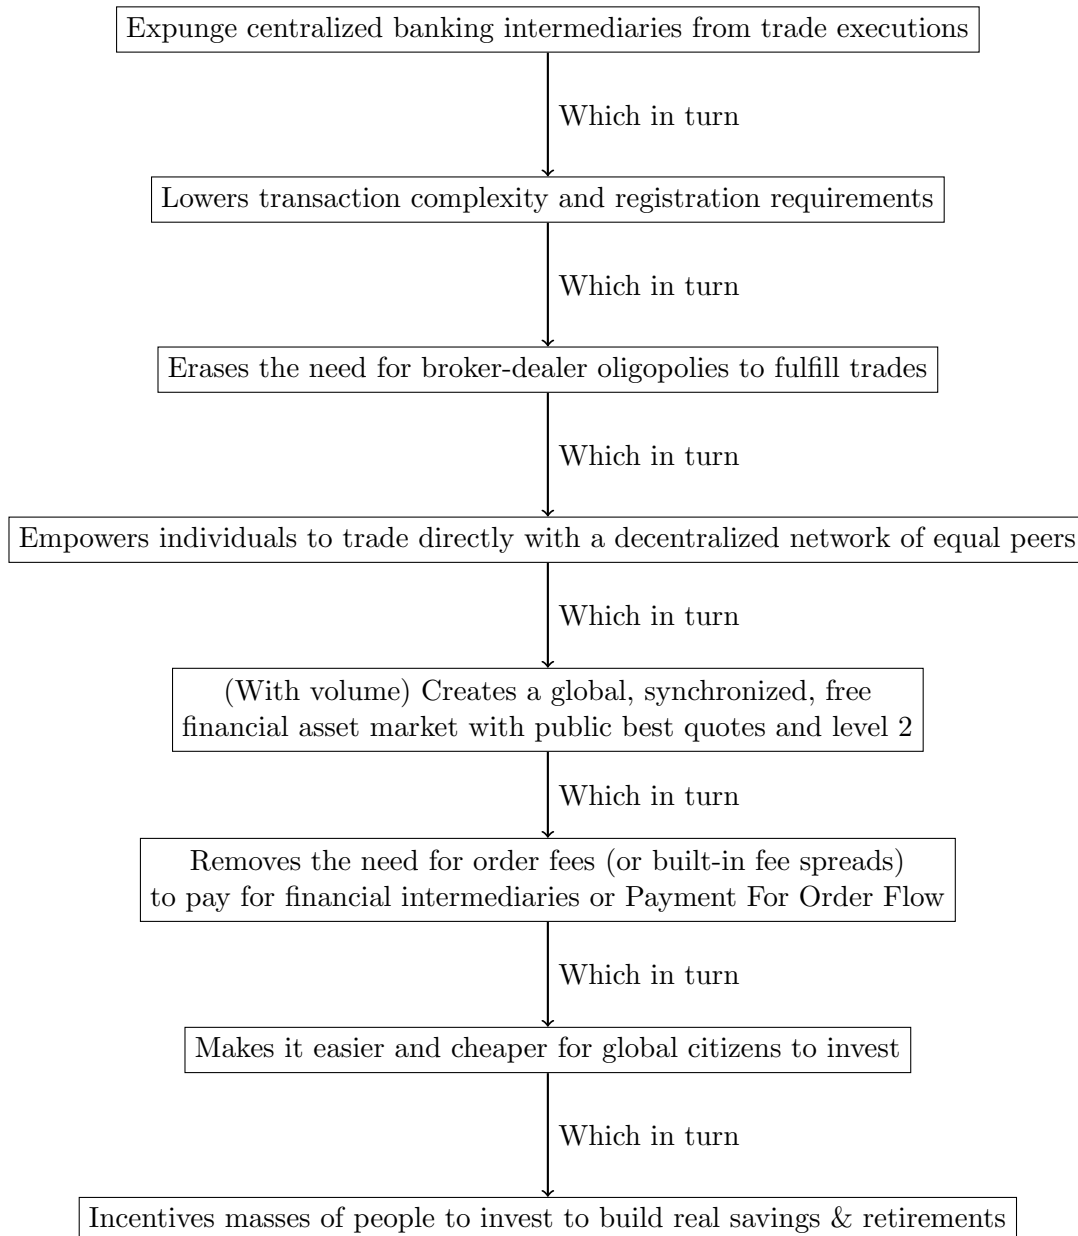 Expunge centralized banking intermediaries from trade executions
Which in turn
Lowers transaction complexity and registration requirements
Which in turn
Erases the need for broker-dealer oligopolies to fulfill trades
Which in turn
Empowers individuals to trade directly with a decentralized network of equal peers
Which in turn
(With volume) Creates a global, synchronized, free
financial asset market with public best quotes and level 2
Which in turn
Removes the need for order fees (or built-in fee spreads)
to pay for financial intermediaries or Payment For Order Flow
Which in turn
Makes it easier and cheaper for global citizens to invest
Which in turn
Incentives masses of people to invest to build real savings & retirements